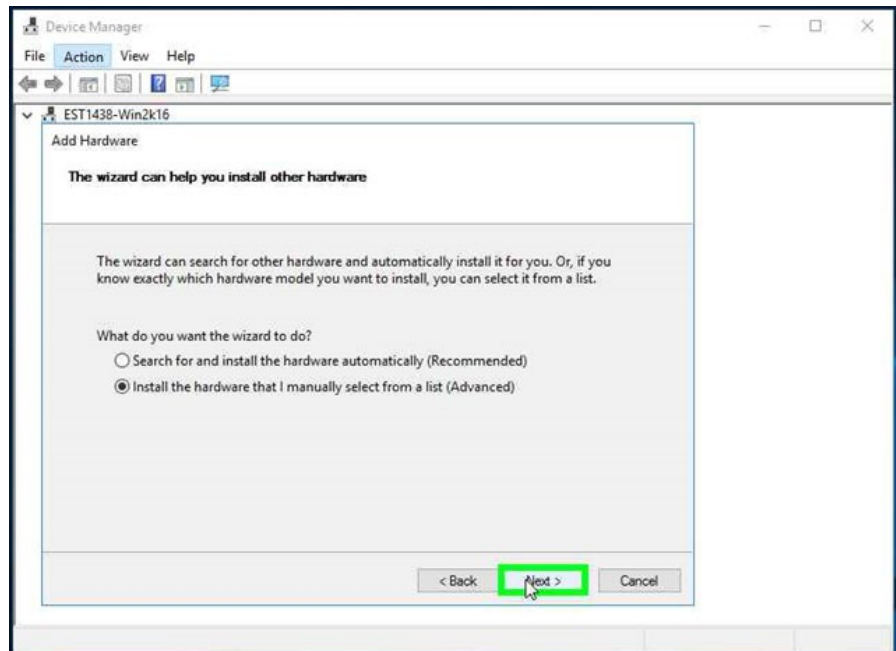 Device Manager
File Action View Help
EST1438-Win2k16
Add Hardware
The wizard can help you install other hardware
The wizard can search for other hardware and automatically install it for you. Or, if you
know exactly which hardware model you want to install, you can select it from a list.
What do you want the wizard to do?
Search for and install the hardware automatically (Recommended)
Install the hardware that I manually select from a list (Advanced)
< Back Next > Cancel